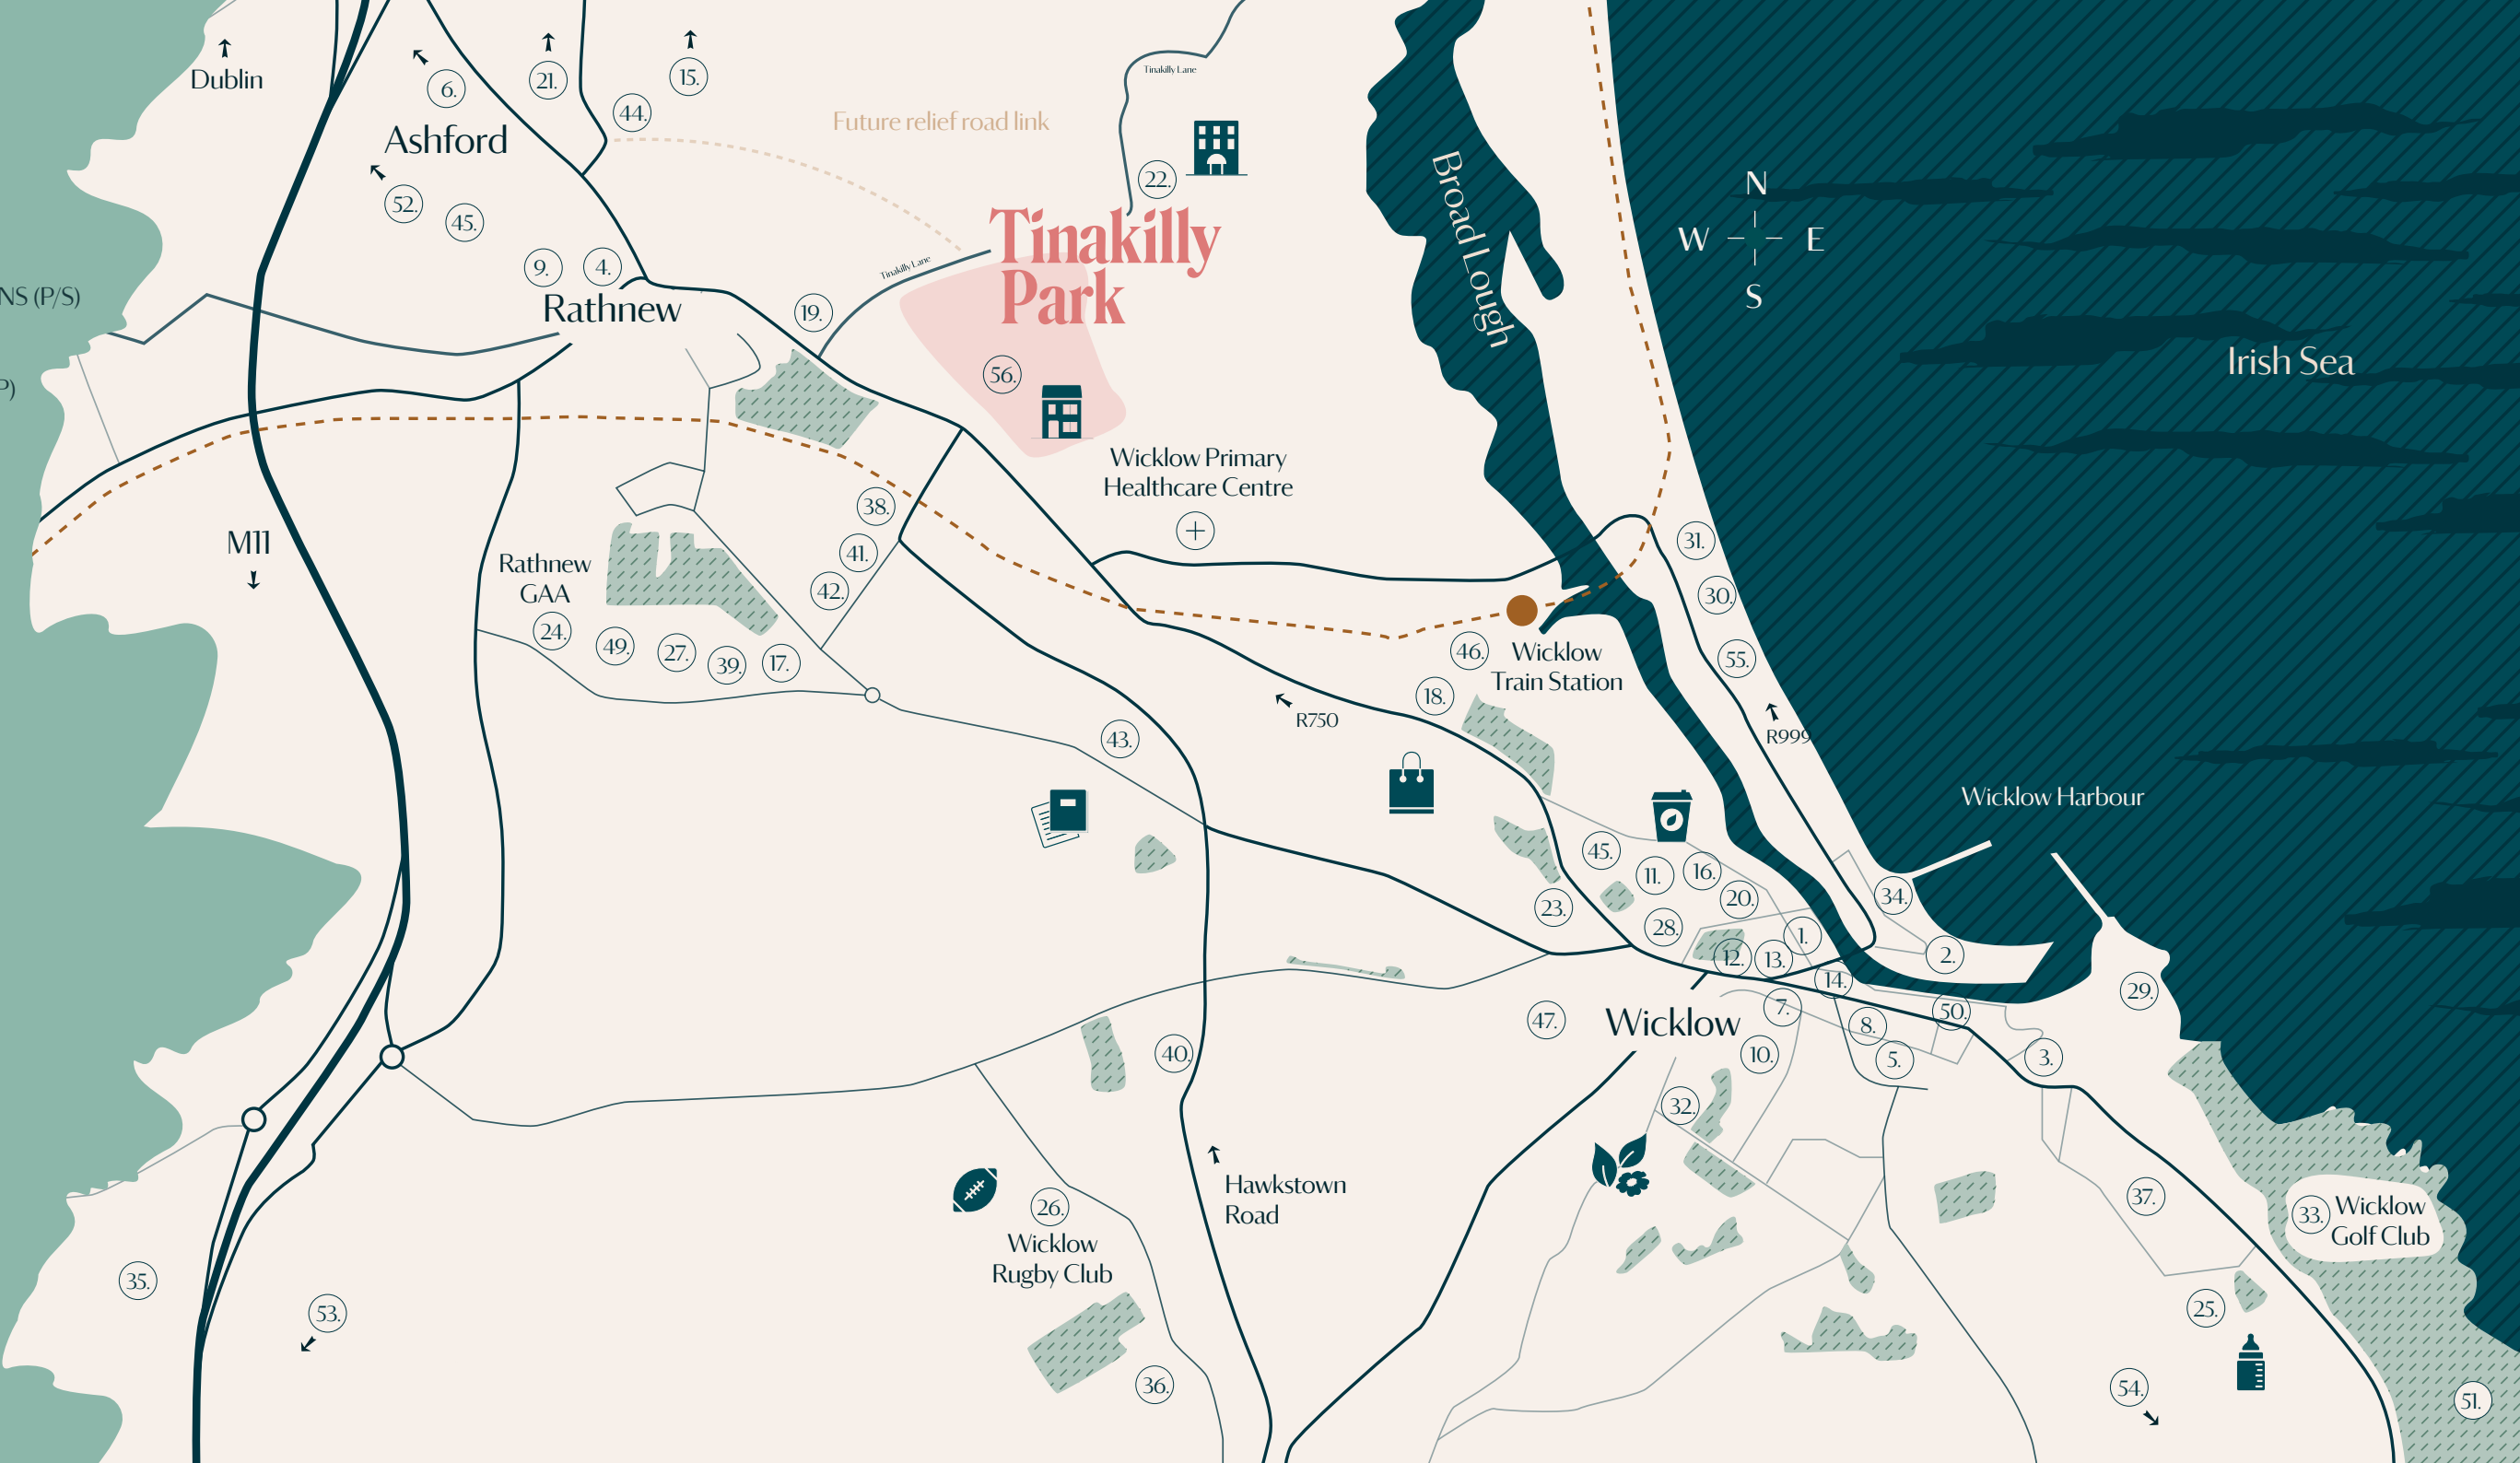 Dublin
6.
21.
15.
44.
Ashford
52.
45.
9.
4.
Rathnew
NS (P/S)
P)
Future relief road link
Tinakilly Lane
22.
Tinakilly
Park
Tinakilly Lane
19.
56.
Broad Lough
N
W
E
S
Irish Sea
Wicklow Primary
Healthcare Centre
M11
Rathnew
GAA
24.
49.
27.
39.
17.
38.
41.
42.
43.
31.
30.
55.
46.
Wicklow
Train Station
18.
R750
R999
Wicklow Harbour
45.
11.
16.
20.
23.
28.
12.
13.
1.
14.
34.
2.
29.
47.
Wicklow
7.
8.
50.
10.
5.
3.
40.
32.
Hawkstown
Road
26.
Wicklow
Rugby Club
36.
35.
53.
37.
33.
Wicklow
Golf Club
25.
54.
51.